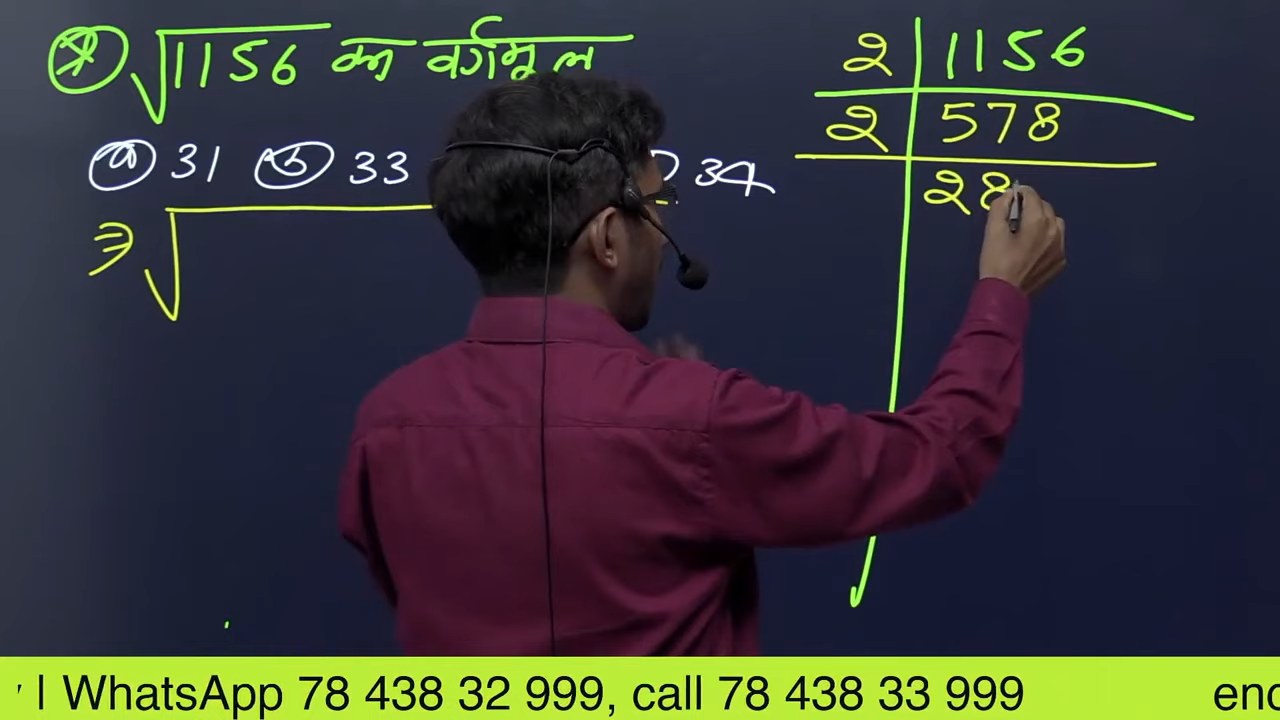 √1156 का वर्गमूल
(a) 31 (b) 33 34
⇒ √
2 | 1156
2 | 578
28
| WhatsApp 78 438 32 999, call 78 438 33 999